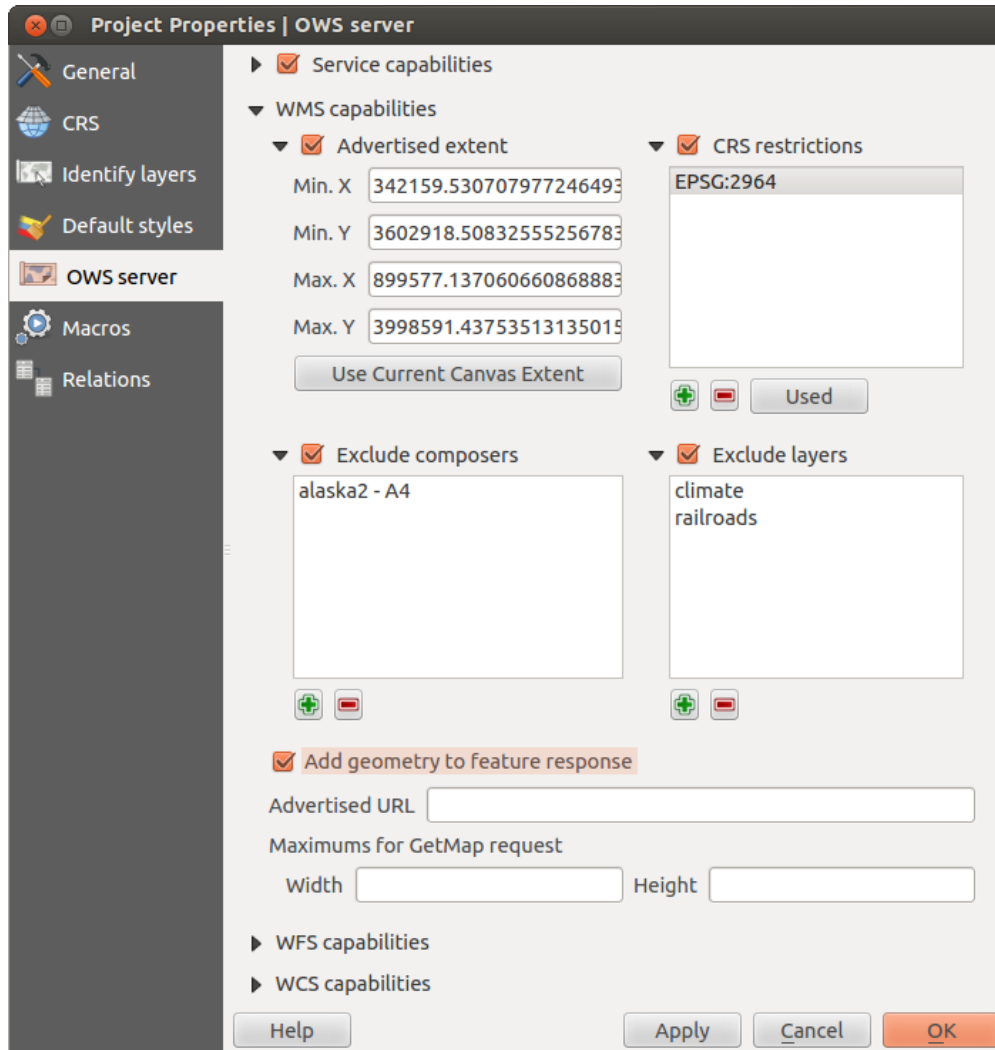 Project Properties | OWS server
General
CRS
Identify layers
Default styles
OWS server
Macros
Relations
Service capabilities
WMS capabilities
Advertised extent
Min. X 342159.530707977246493
Min. Y 3602918.50832555256783
Max. X 899577.137060660868883
Max. Y 3998591.43753513135015
Use Current Canvas Extent
CRS restrictions
EPSG:2964
Used
Exclude composers
alaska2 - A4
Exclude layers
climate
railroads
Add geometry to feature response
Advertised URL
Maximums for GetMap request
Width Height
WFS capabilities
WCS capabilities
Help Apply Cancel OK